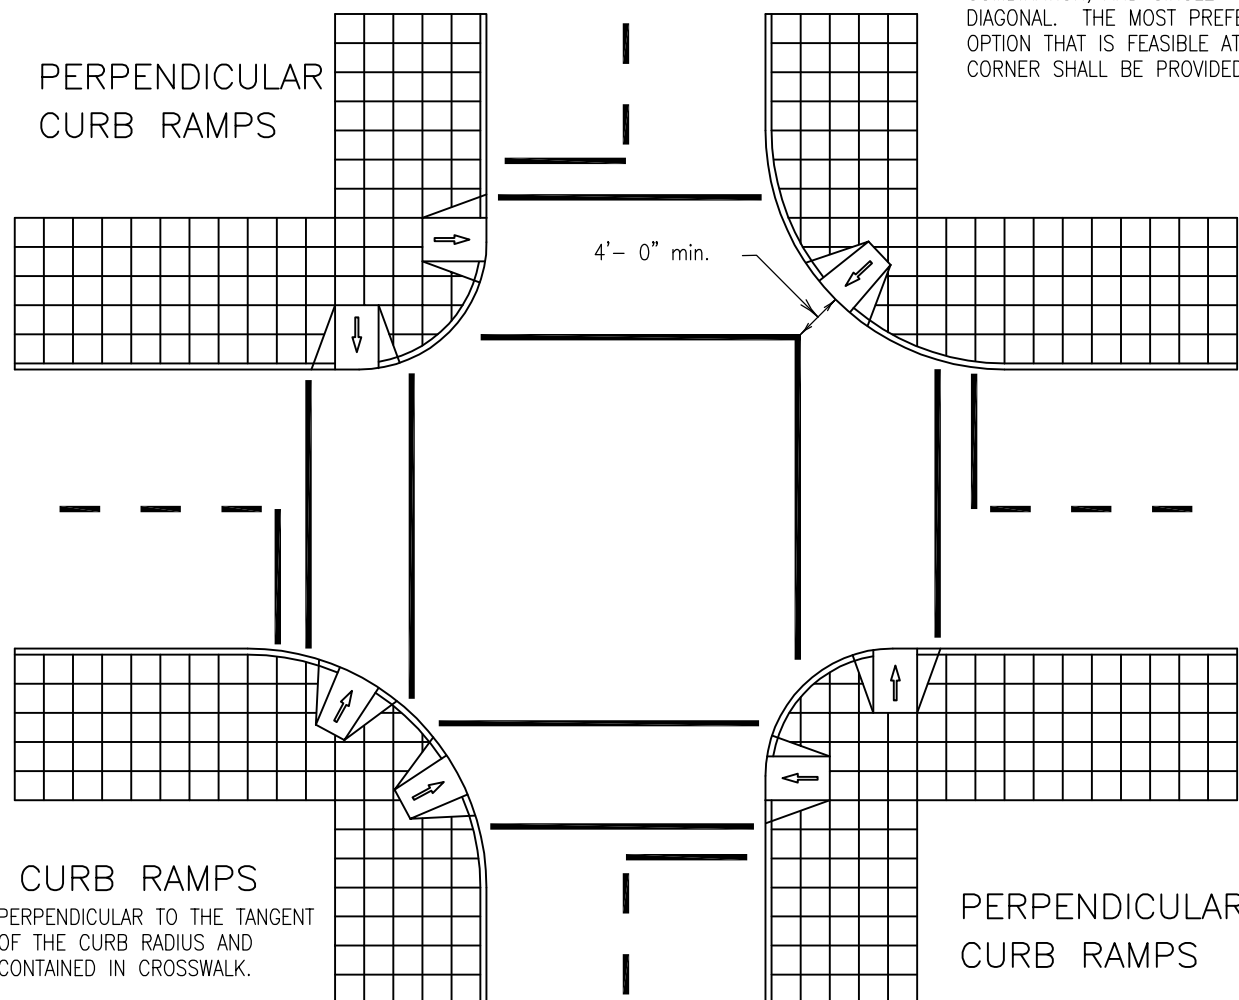 DIAGONAL. THE MOST
OPTION THAT IS FEASIBLE AT
CORNER SHALL BE PROVIDED
PERPENDICULAR
CURB RAMPS
4'- 0" min.
CURB RAMPS
PERPENDICULAR TO THE TANGENT
OF THE CURB RADIUS AND
CONTAINED IN CROSSWALK.
PERPENDICULAR
CURB RAMPS